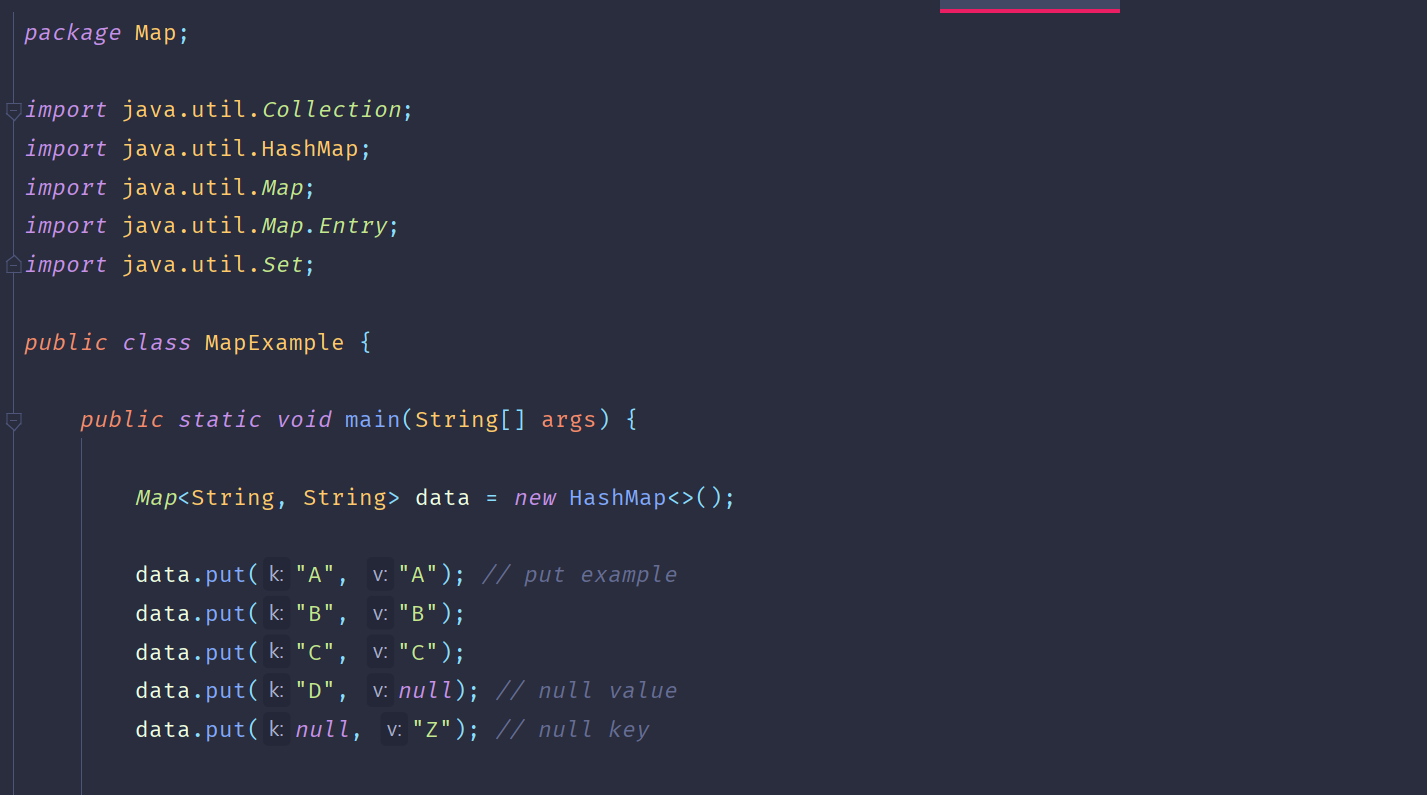 package Map;
import java.util.Collection;
import java.util.HashMap;
import java.util.Map;
import java.util.Map.Entry;
import java.util.Set;
public class MapExample {
public static void main(String[] args) {
Map<String, String> data = new HashMap<>();
data.put( k: "A", v: "A"); // put example
data.put( k: "B", v: "B");
data.put( k: "C", v: "C");
data.put( k: "D", v: null); // null value
data.put( k: null, v: "Z"); // null key